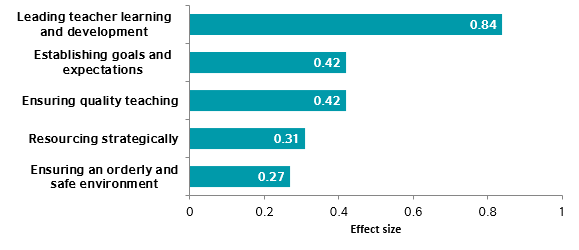 Leading teacher learning
and development
0.84
Establishing goals and
expectations
0.42
Ensuring quality teaching
0.42
Resourcing strategically
0.31
Ensuring an orderly and
safe environment
0.27
0 0.2 0.4 0.6 0.8 1
Effect size